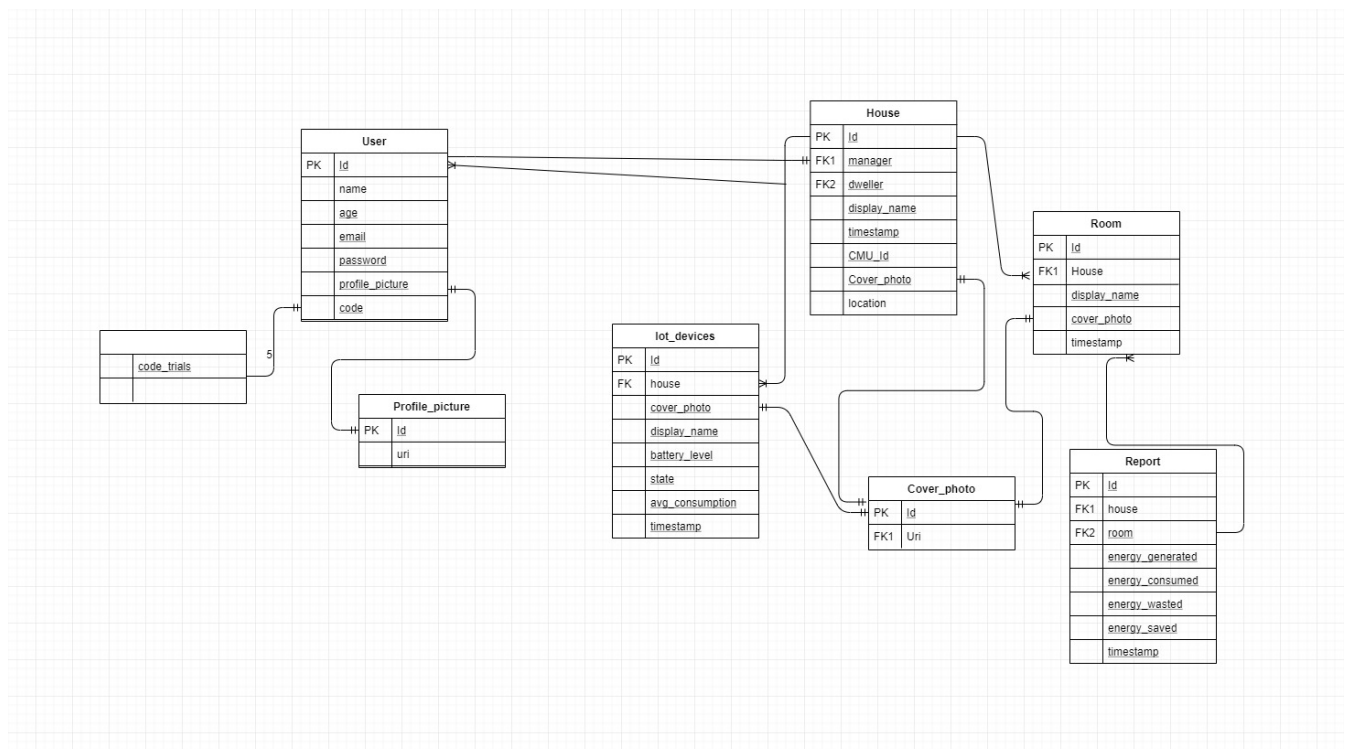 User
PK Id
name
age
email
password
profile_picture
code
code_trials
5
Profile_picture
PK Id
uri
House
PK Id
FK1 manager
FK2 dweller
display_name
timestamp
CMU_Id
Cover_photo
location
Iot_devices
PK Id
FK house
cover_photo
display_name
battery_level
state
avg_consumption
timestamp
Cover_photo
PK Id
FK1 Uri
Room
PK Id
FK1 House
display_name
cover_photo
timestamp
Report
PK Id
FK1 house
FK2 room
energy_generated
energy_consumed
energy_wasted
energy_saved
timestamp